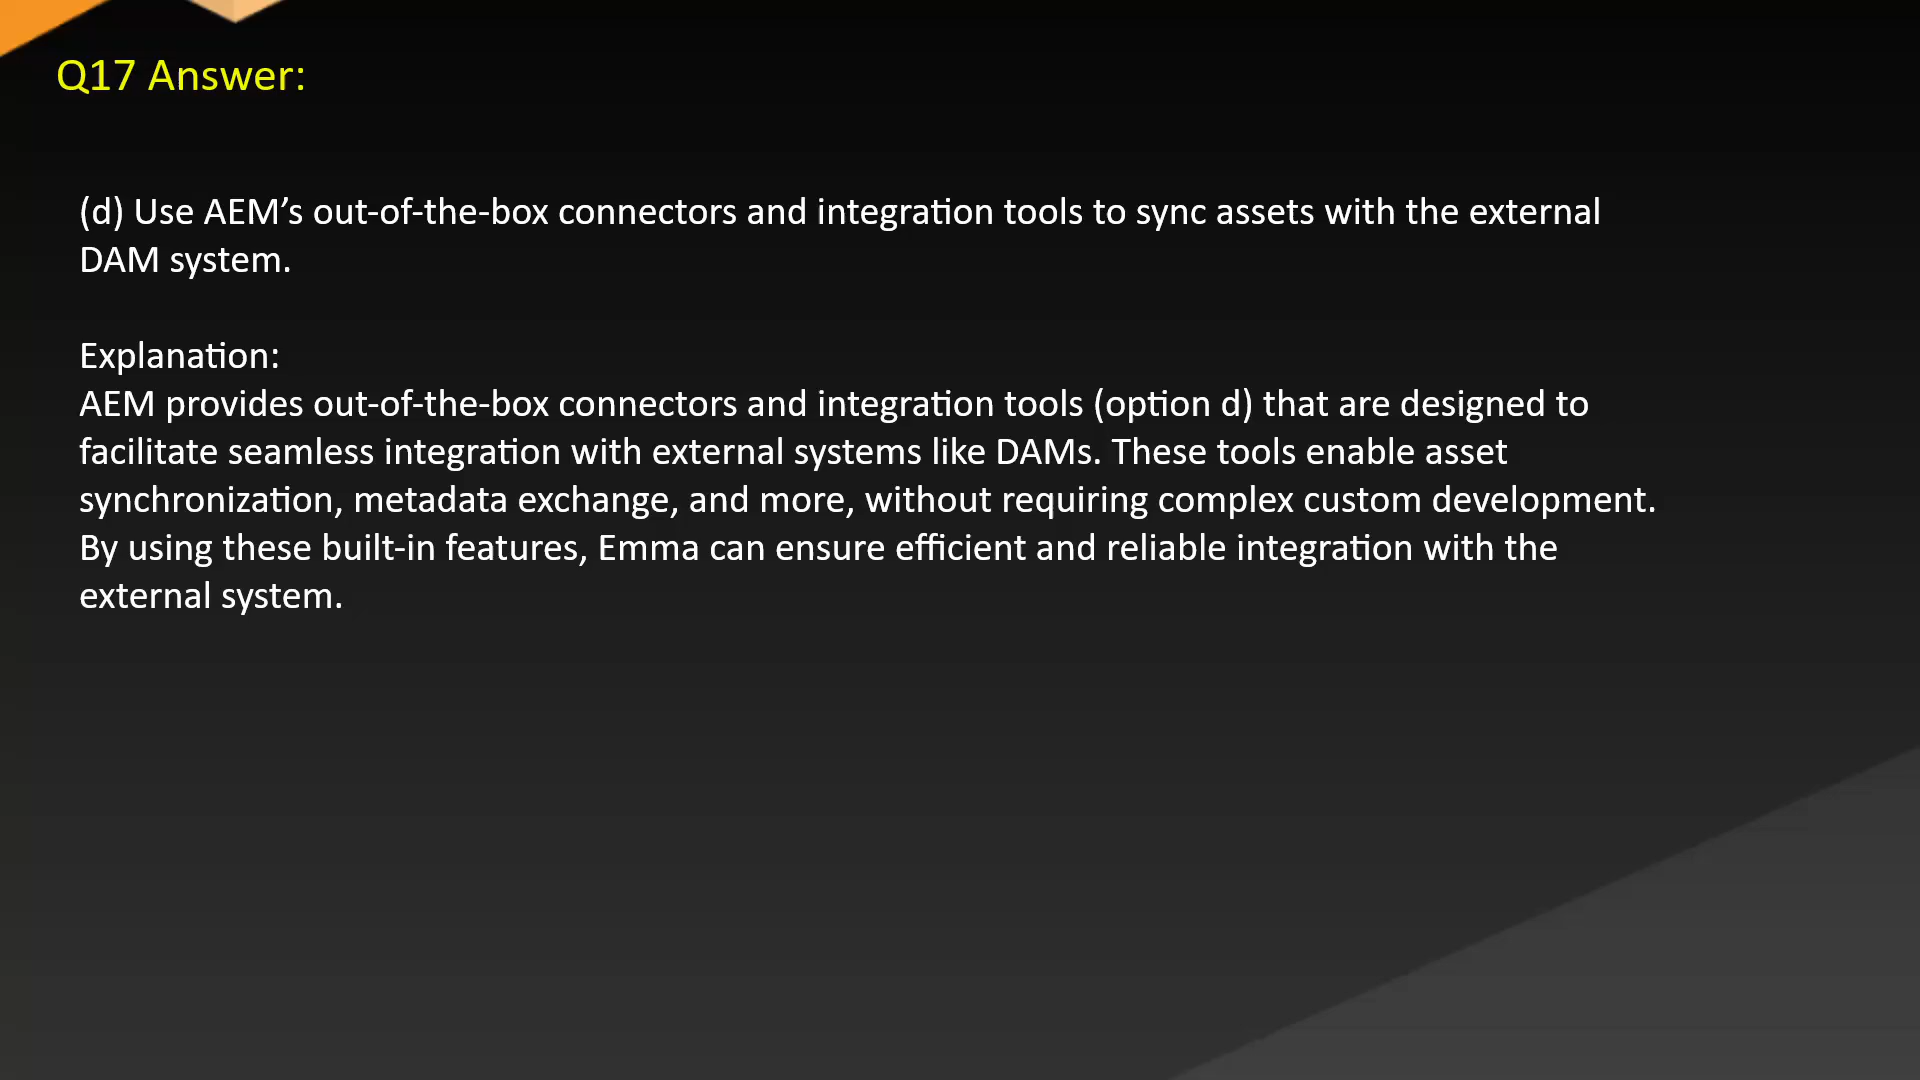 Q17 Answer:
(d) Use AEM’s out-of-the-box connectors and integration tools to sync assets with the external
DAM system.
Explanation:
AEM provides out-of-the-box connectors and integration tools (option d) that are designed to
facilitate seamless integration with external systems like DAMs. These tools enable asset
synchronization, metadata exchange, and more, without requiring complex custom development.
By using these built-in features, Emma can ensure efficient and reliable integration with the
external system.